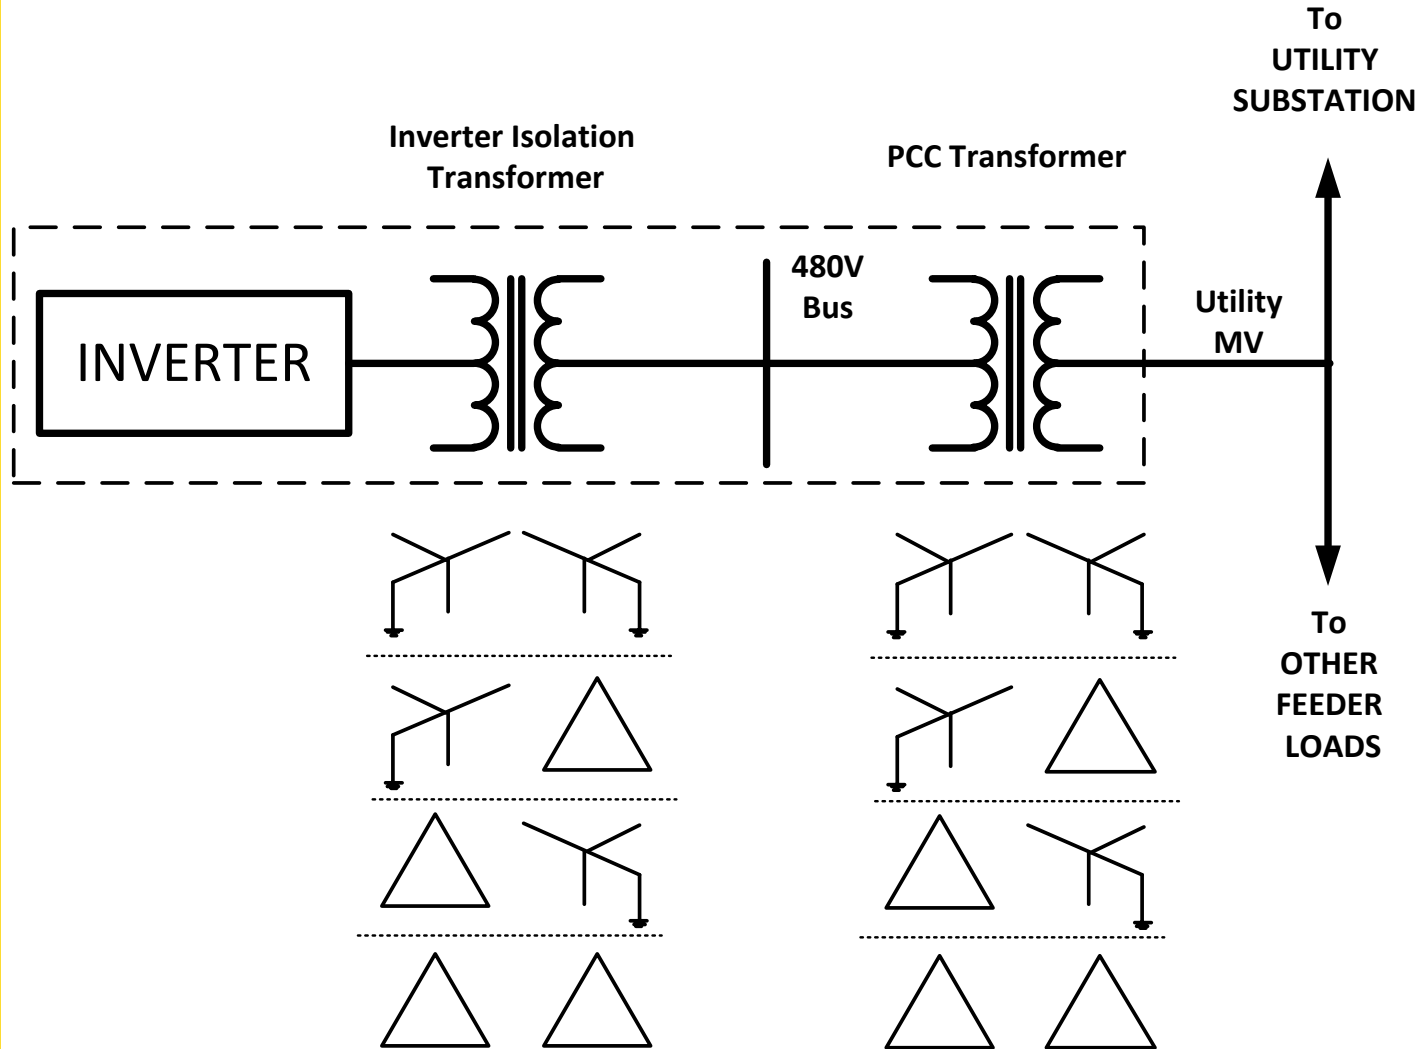 To
UTILITY
SUBSTATION
Inverter Isolation
Transformer
PCC Transformer
480V
Bus
INVERTER
Utility
MV
To
OTHER
FEEDER
LOADS